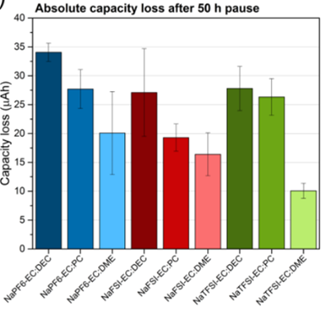 )
Absolute capacity loss after 50 h pause
Capacity loss (μAh)
40
35
30
25
20
15
10
5
0
NaPF6-EC:DEC
NaPF6-EC:PC
NaPF6-EC:DME
NaFSI-EC:DEC
NaFSI-EC:PC
NaFSI-EC:DME
NaTFSI-EC:DEC
NaTFSI-EC:PC
NaTFSI-EC:DME